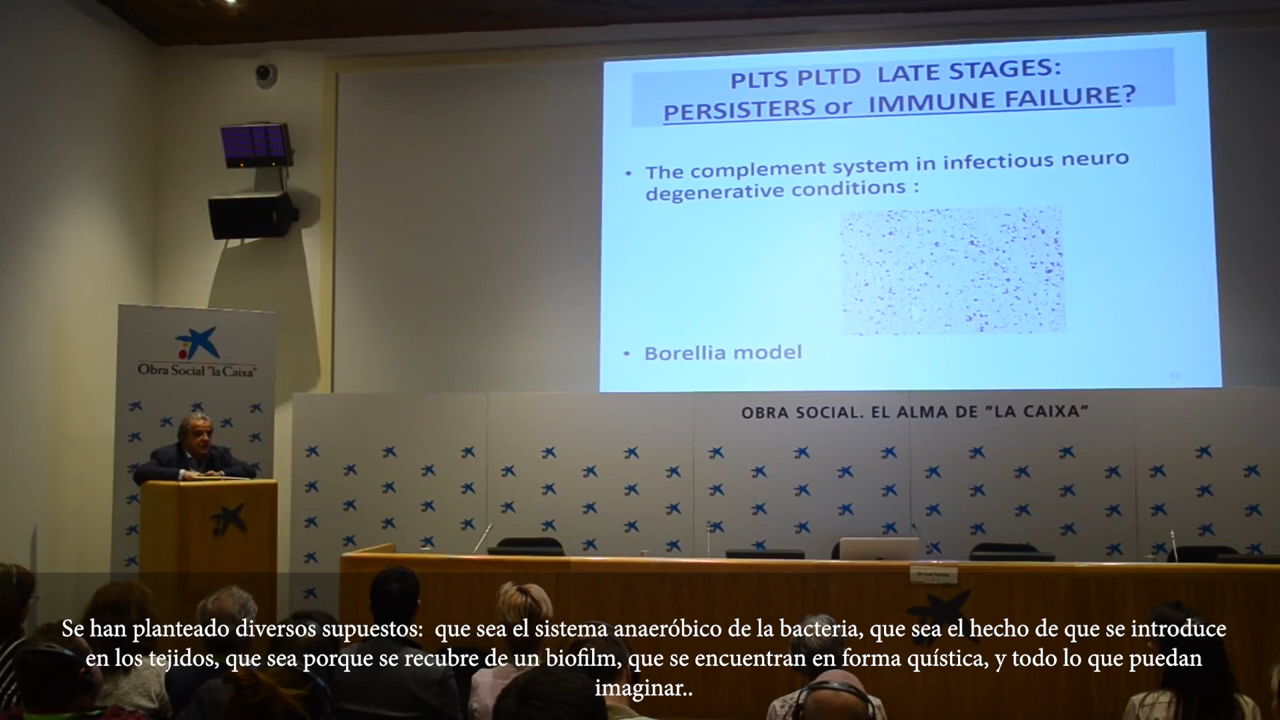 PLTS PLTD LATE STAGES:
PERSISTERS or IMMUNE FAILURE?
• The complement system in infectious neuro
degenerative conditions :
• Borellia model
Obra Social "la Caixa"
OBRA SOCIAL. EL ALMA DE "LA CAIXA"
Se han planteado diversos supuestos: que sea el sistema anaeróbico de la bacteria, que sea el hecho de que se introduce
en los tejidos, que sea porque se recubre de un biofilm, que se encuentran en forma quística, y todo lo que puedan
imaginar..